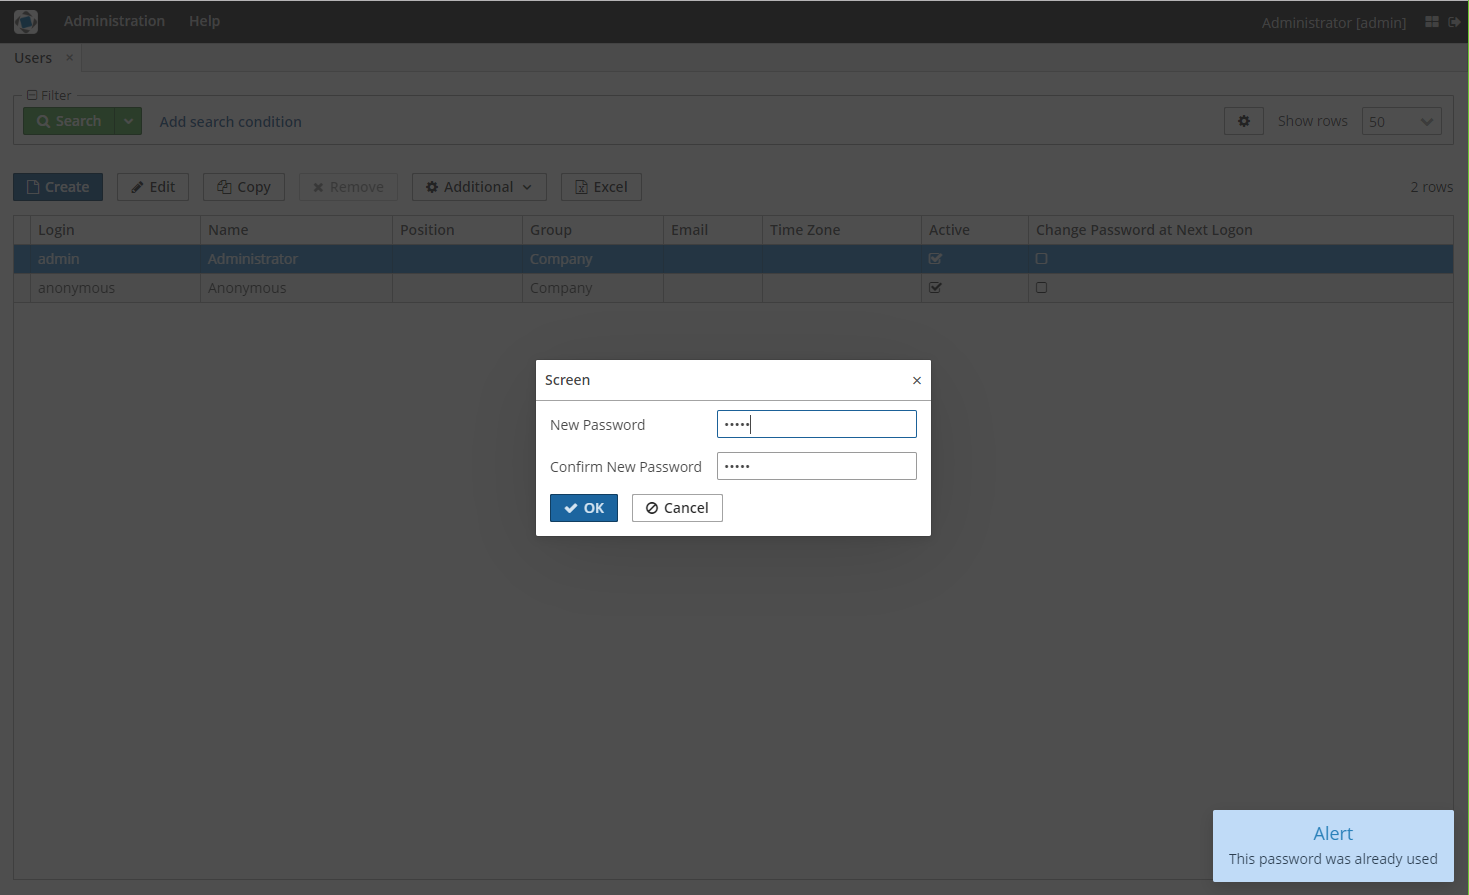 Administration Help Administrator [admin]
Users ×
Filter
Search Add search condition Show rows 50
Create Edit Copy Remove Additional Excel 2 rows
Login Name Position Group Email Time Zone Active Change Password at Next Logon
admin Administrator Company
anonymous Anonymous Company
Screen ×
New Password •••••
Confirm New Password •••••
OK Cancel
Alert
This password was already used